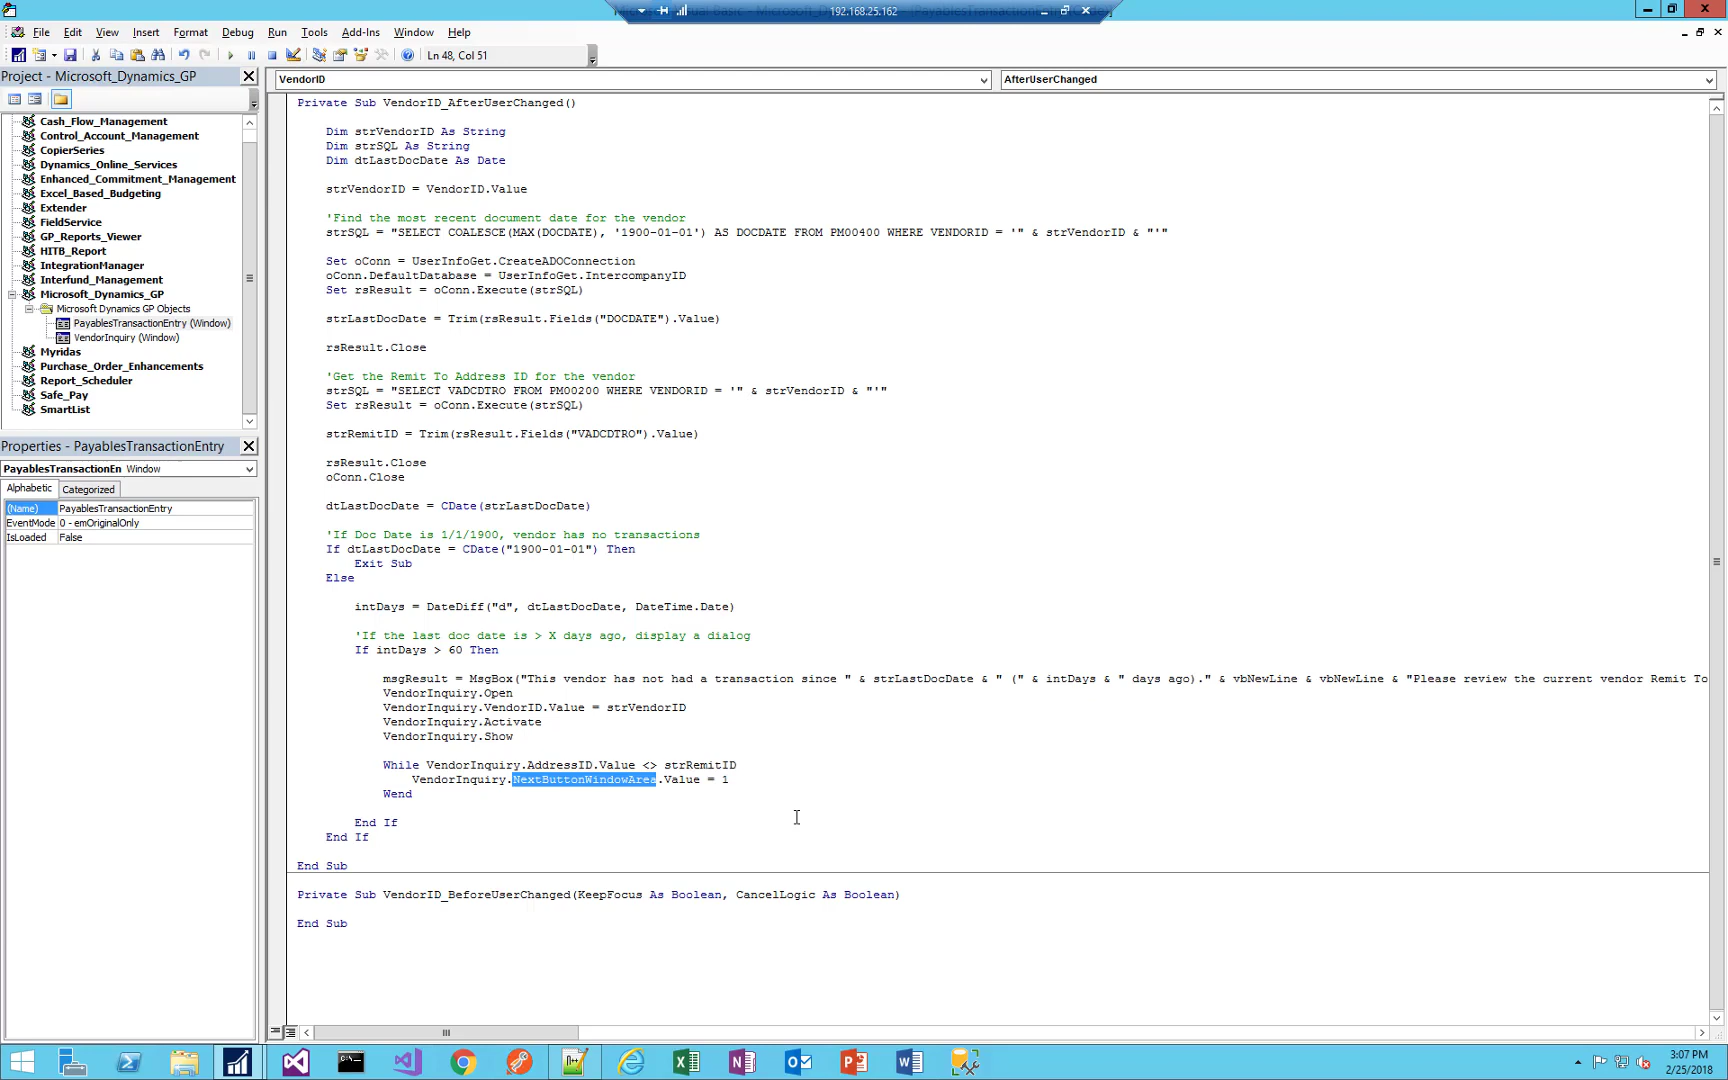 192.168.25.162
File Edit View Insert Format Debug Run Tools Add-Ins Window Help
Ln 48, Col 51
Project - Microsoft_Dynamics_GP
Cash_Flow_Management
Control_Account_Management
CopierSeries
Dynamics_Online_Services
Enhanced_Commitment_Management
Excel_Based_Budgeting
Extender
FieldService
GP_Reports_Viewer
HITB_Report
IntegrationManager
Interfund_Management
Microsoft_Dynamics_GP
Microsoft Dynamics GP Objects
PayablesTransactionEntry (Window)
VendorInquiry (Window)
Myridas
Purchase_Order_Enhancements
Report_Scheduler
Safe_Pay
SmartList
Properties - PayablesTransactionEntry
PayablesTransactionEn Window
Alphabetic Categorized
(Name) PayablesTransactionEntry
EventMode 0 - emOriginalOnly
IsLoaded False
VendorID AfterUserChanged
Private Sub VendorID_AfterUserChanged()
Dim strVendorID As String
Dim strSQL As String
Dim dtLastDocDate As Date
strVendorID = VendorID.Value
'Find the most recent document date for the vendor
strSQL = "SELECT COALESCE(MAX(DOCDATE), '1900-01-01') AS DOCDATE FROM PM00400 WHERE VENDORID = '" & strVendorID & "'"
Set oConn = UserInfoGet.CreateADOConnection
oConn.DefaultDatabase = UserInfoGet.IntercompanyID
Set rsResult = oConn.Execute(strSQL)
strLastDocDate = Trim(rsResult.Fields("DOCDATE").Value)
rsResult.Close
'Get the Remit To Address ID for the vendor
strSQL = "SELECT VADCDTRO FROM PM00200 WHERE VENDORID = '" & strVendorID & "'"
Set rsResult = oConn.Execute(strSQL)
strRemitID = Trim(rsResult.Fields("VADCDTRO").Value)
rsResult.Close
oConn.Close
dtLastDocDate = CDate(strLastDocDate)
'If Doc Date is 1/1/1900, vendor has no transactions
If dtLastDocDate = CDate("1900-01-01") Then
Exit Sub
Else
intDays = DateDiff("d", dtLastDocDate, DateTime.Date)
'If the last doc date is > X days ago, display a dialog
If intDays > 60 Then
msgResult = MsgBox("This vendor has not had a transaction since " & strLastDocDate & " (" & intDays & " days ago)." & vbNewLine & vbNewLine & "Please review the current vendor Remit To
VendorInquiry.Open
VendorInquiry.VendorID.Value = strVendorID
VendorInquiry.Activate
VendorInquiry.Show
While VendorInquiry.AddressID.Value <> strRemitID
VendorInquiry.NextButtonWindowArea.Value = 1
Wend
End If
End If
End Sub
Private Sub VendorID_BeforeUserChanged(KeepFocus As Boolean, CancelLogic As Boolean)
End Sub
3:07 PM
2/25/2018